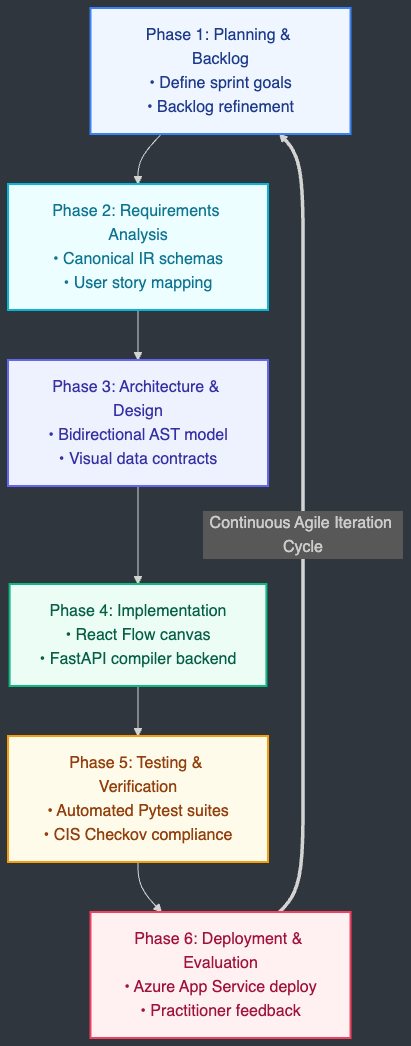 Phase 1: Planning &
Backlog
• Define sprint goals
• Backlog refinement
Phase 2: Requirements
Analysis
• Canonical IR schemas
• User story mapping
Phase 3: Architecture &
Design
• Bidirectional AST model
• Visual data contracts
Continuous Agile Iteration
Cycle
Phase 4: Implementation
• React Flow canvas
• FastAPI compiler backend
Phase 5: Testing &
Verification
• Automated Pytest suites
• CIS Checkov compliance
Phase 6: Deployment &
Evaluation
• Azure App Service deploy
• Practitioner feedback